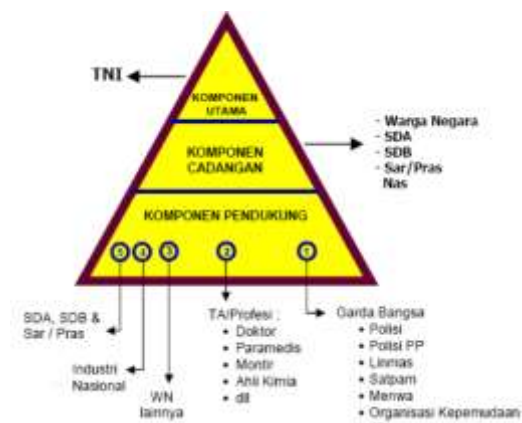 TNI
KOMPONEN
UTAMA
- Warga Negara
- SDA
- SDB
- Sar/Pras
Nas
KOMPONEN
CADANGAN
KOMPONEN PENDUKUNG
5 4 3 2 1
SDA, SDB &
Sar / Pras
Industri
Nasional
WN
lainnya
TA/Profesi :
• Doktor
• Paramedis
• Montir
• Ahli Kimia
• dll
Garda Bangsa
• Polisi
• Polisi PP
• Linmas
• Satpam
• Menwa
• Organisasi Kepemudaan